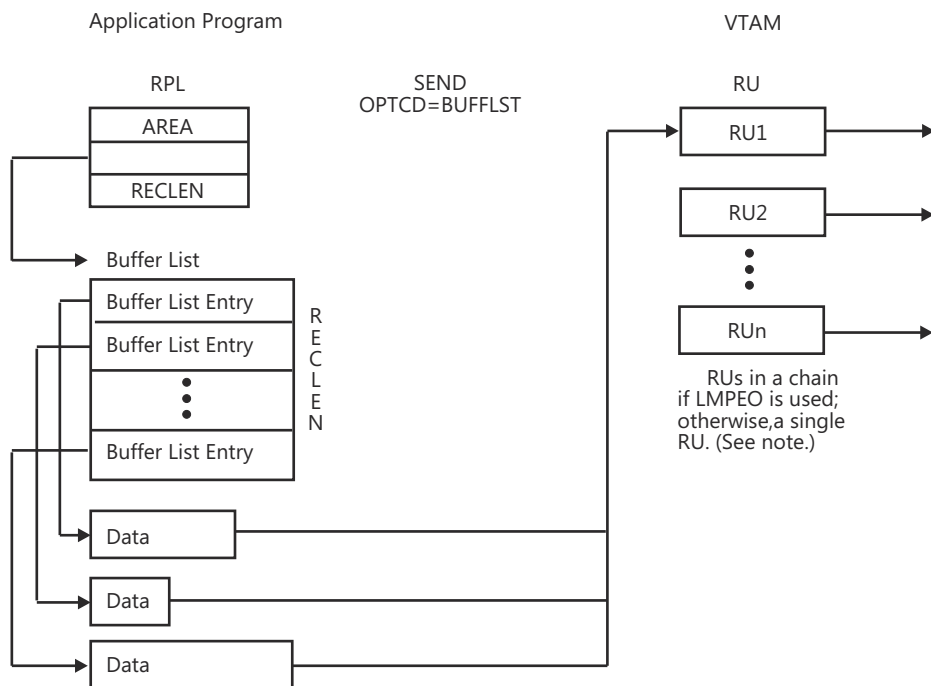 Application Program
VTAM
RPL
SEND
OPTCD=BUFFLST
RU
AREA
RECLEN
RU1
RU2
RUn
RUs in a chain
if LMPEO is used;
otherwise,a single
RU. (See note.)
Buffer List
Buffer List Entry
Buffer List Entry
Buffer List Entry
RECLEN
Data
Data
Data